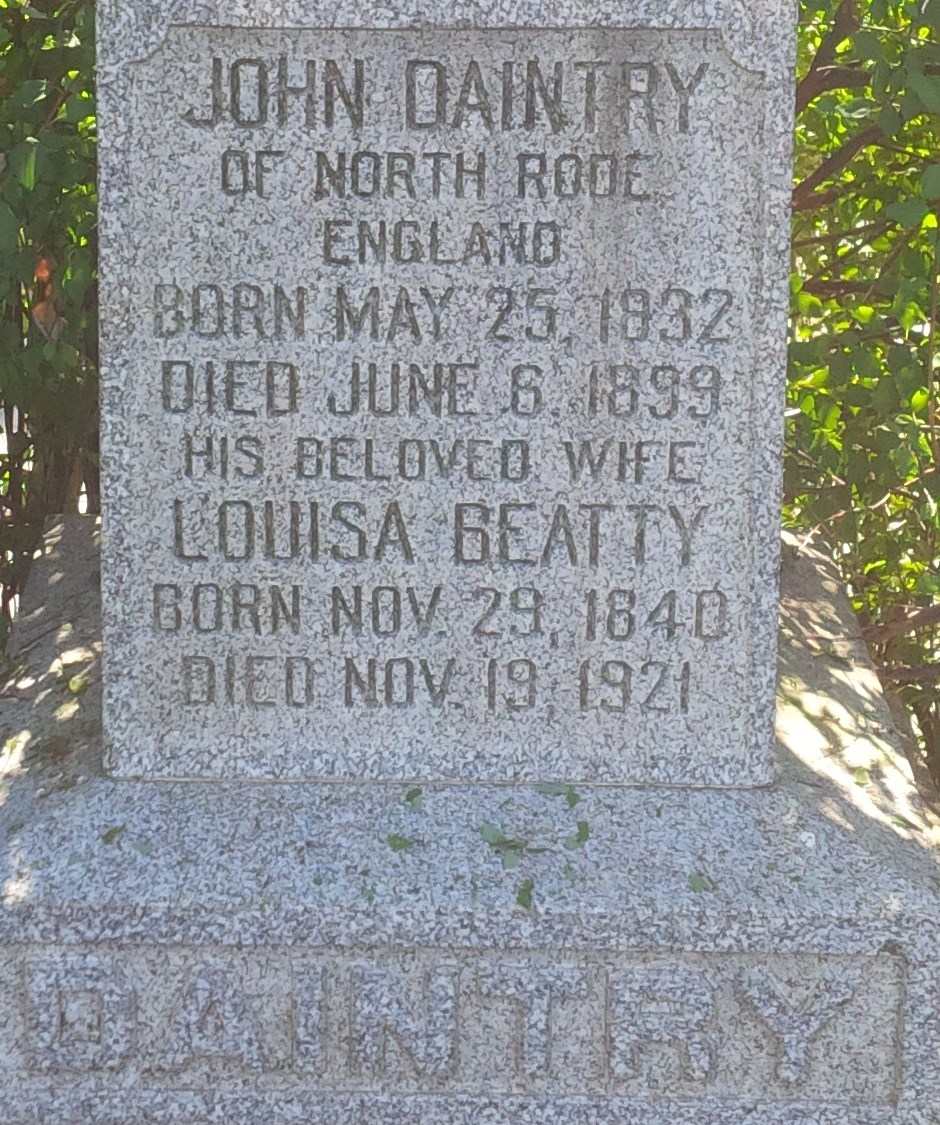 JOHN DAINTRY
OF NORTH RODE
ENGLAND
BORN MAY 25, 1832
DIED JUNE 6, 1899
HIS BELOVED WIFE
LOUISA BEATTY
BORN NOV. 29, 1840
DIED NOV. 19, 1921
DAINTRY